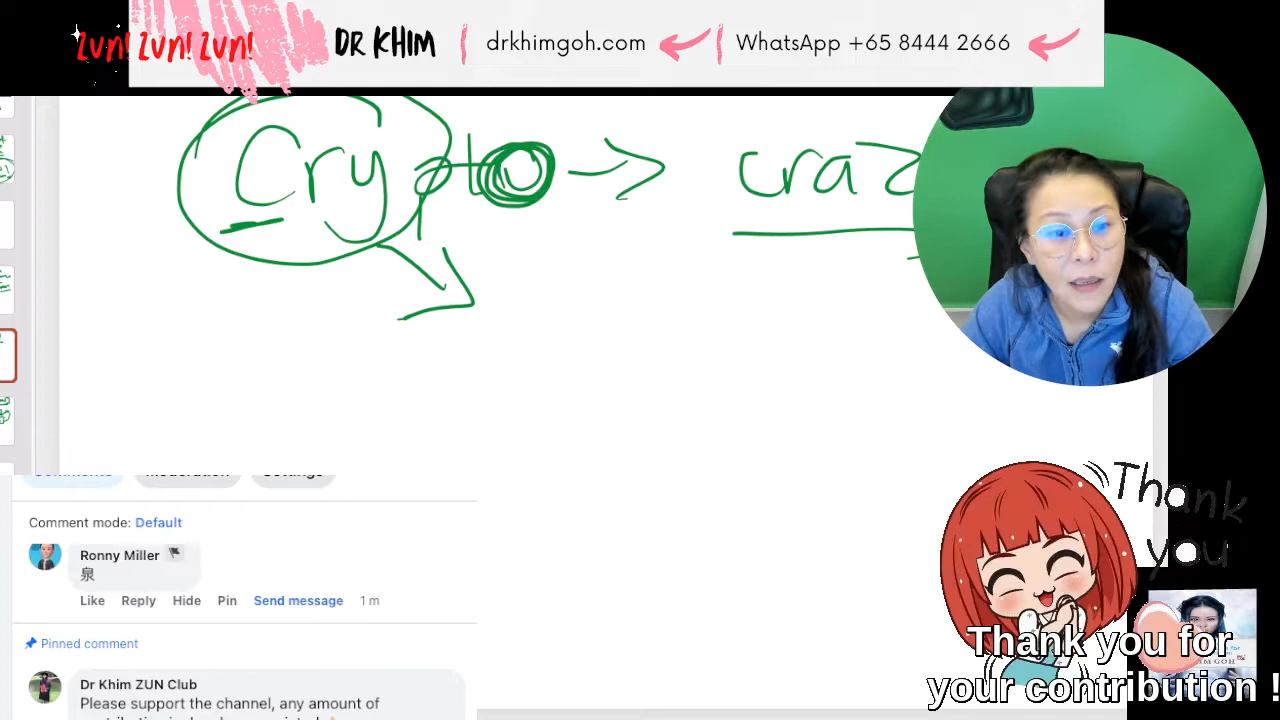 zun! zun! zun! DR KHIM drkhimgoh.com WhatsApp +65 8444 2666
Crypto -> craz
Comment mode: Default
Ronny Miller
泉
Like Reply Hide Pin Send message 1 m
Pinned comment
Dr Khim ZUN Club
Please support the channel, any amount of
Thank
you
Thank you for
your contribution !